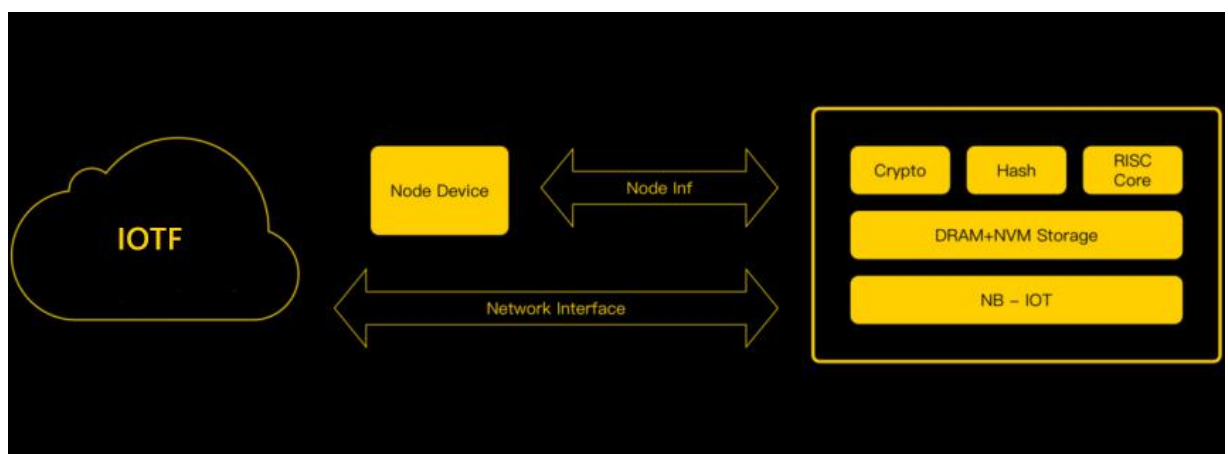 IOTF
Node Device
Node Inf
Network Interface
Crypto
Hash
RISC
Core
DRAM+NVM Storage
NB - IOT